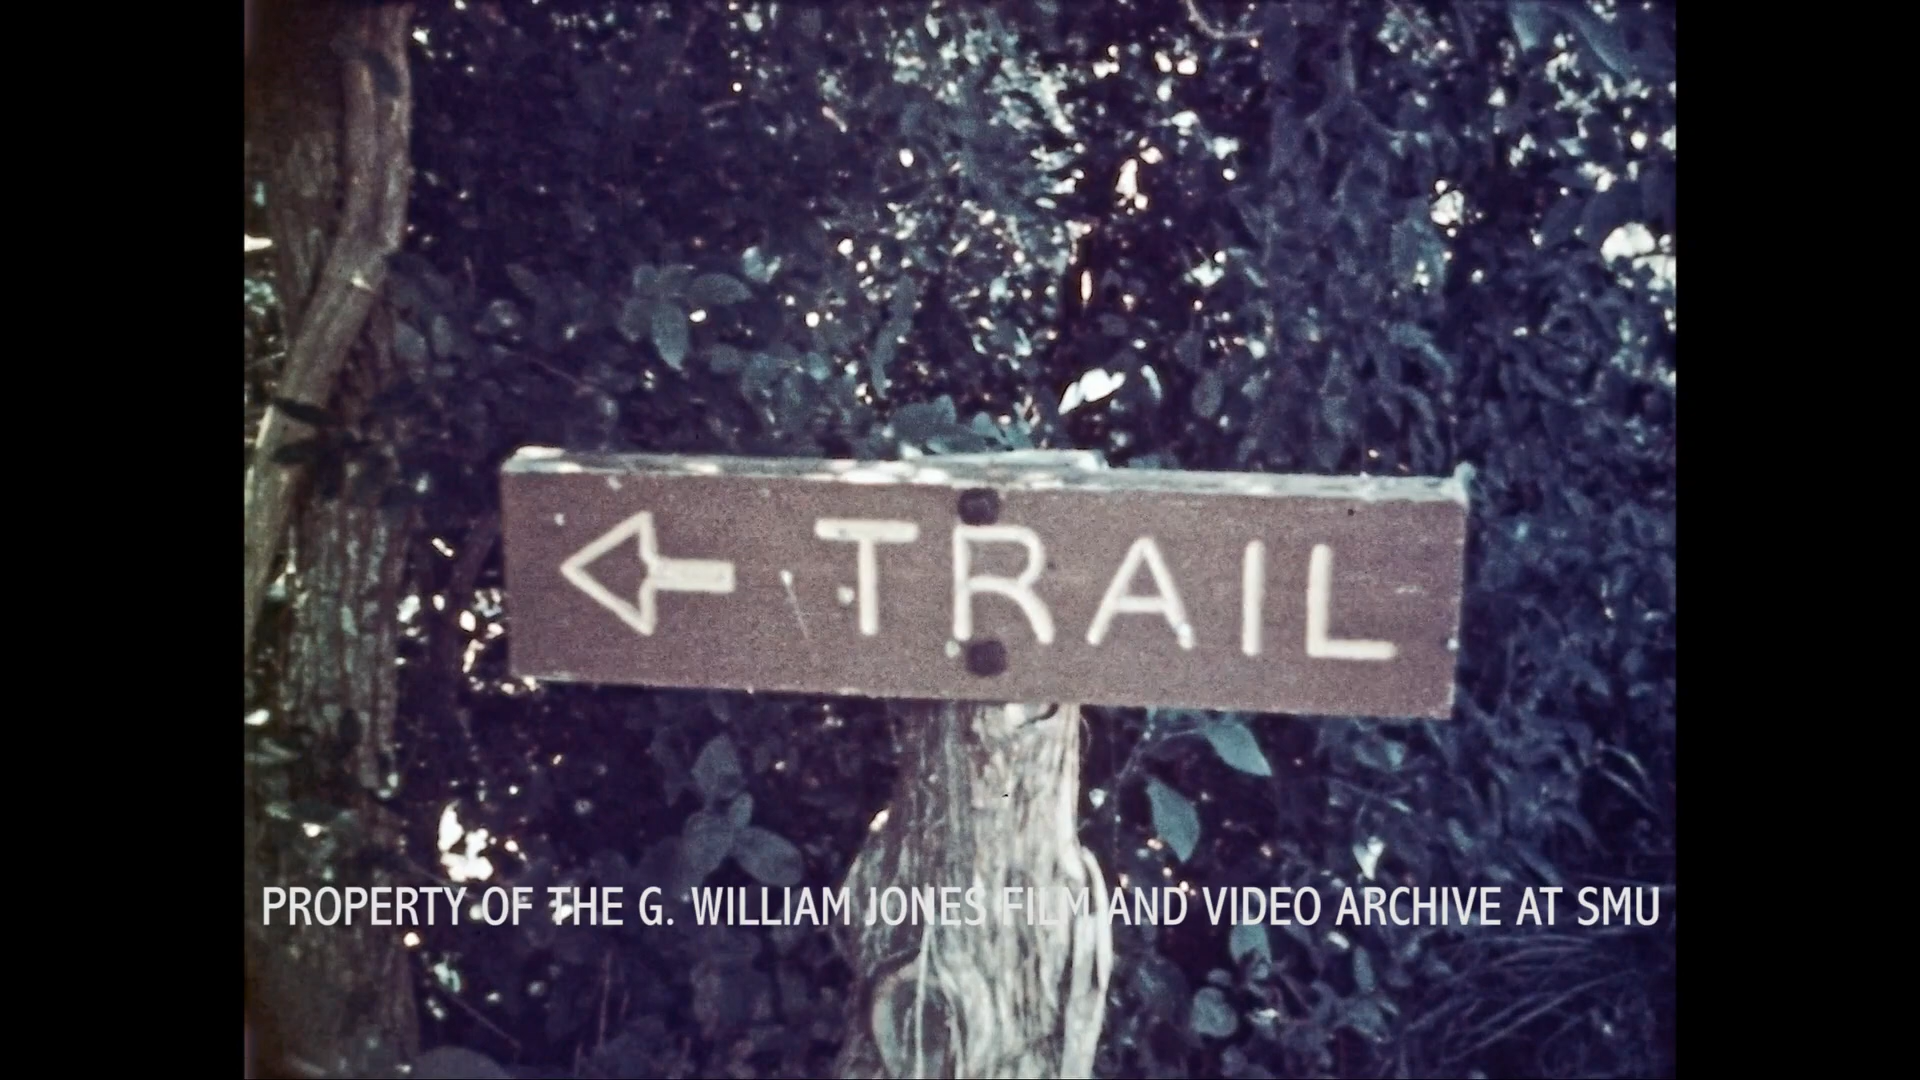 TRAIL
PROPERTY OF THE G. WILLIAM JONES FILM AND VIDEO ARCHIVE AT SMU